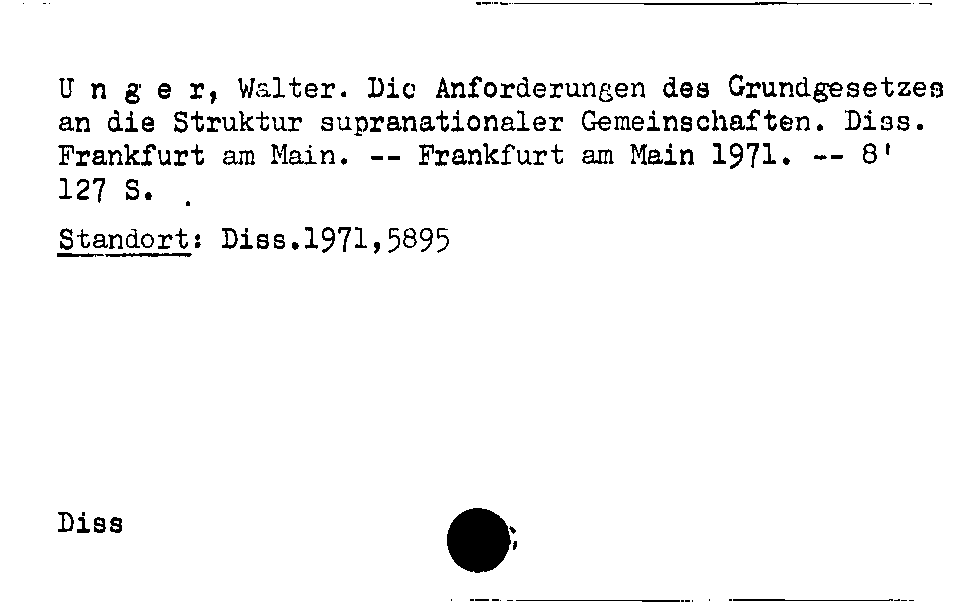 U n g e r, Walter. Die Anforderungen des Grundgesetzes
an die Struktur supranationaler Gemeinschaften. Diss.
Frankfurt am Main. -- Frankfurt am Main 1971. -- 8'
127 S.
Standort: Diss.1971,5895
Diss